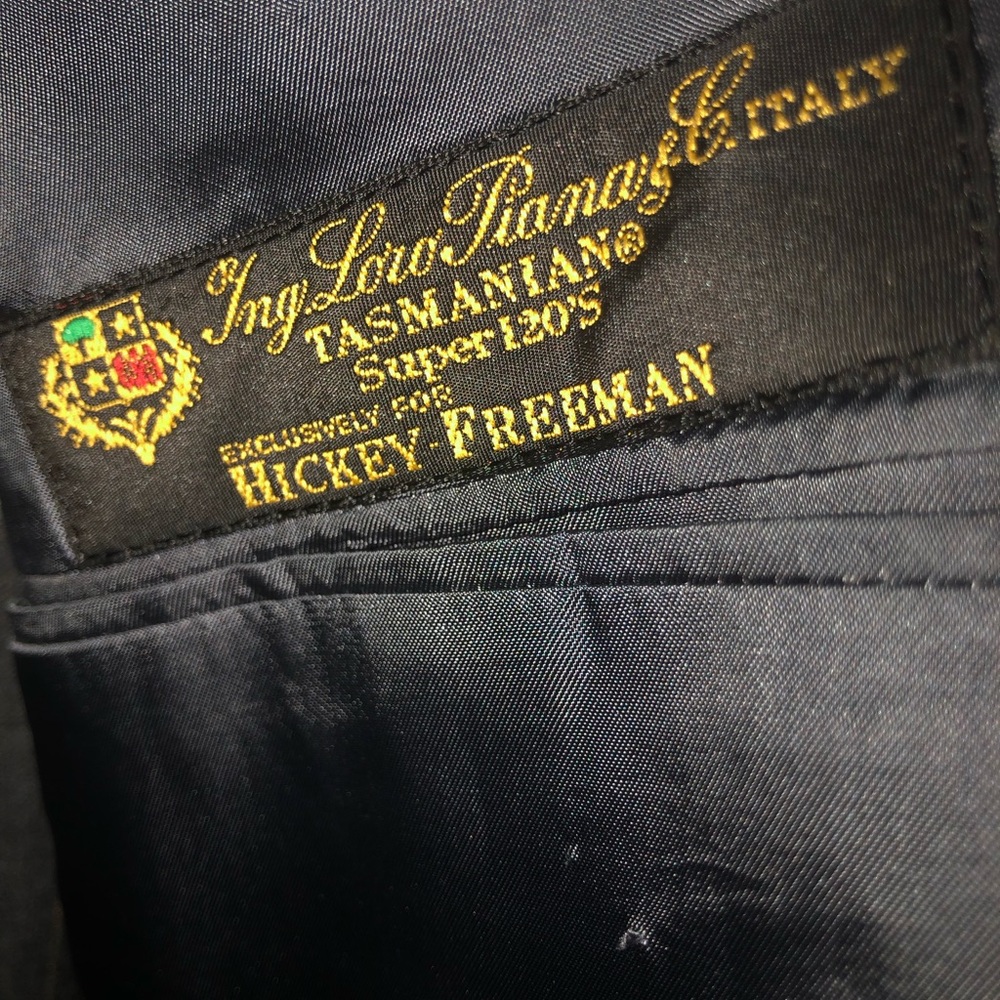 Ing Loro Piana & C. ITALY
TASMANIAN®
Super 120'S
EXCLUSIVELY FOR
HICKEY-FREEMAN